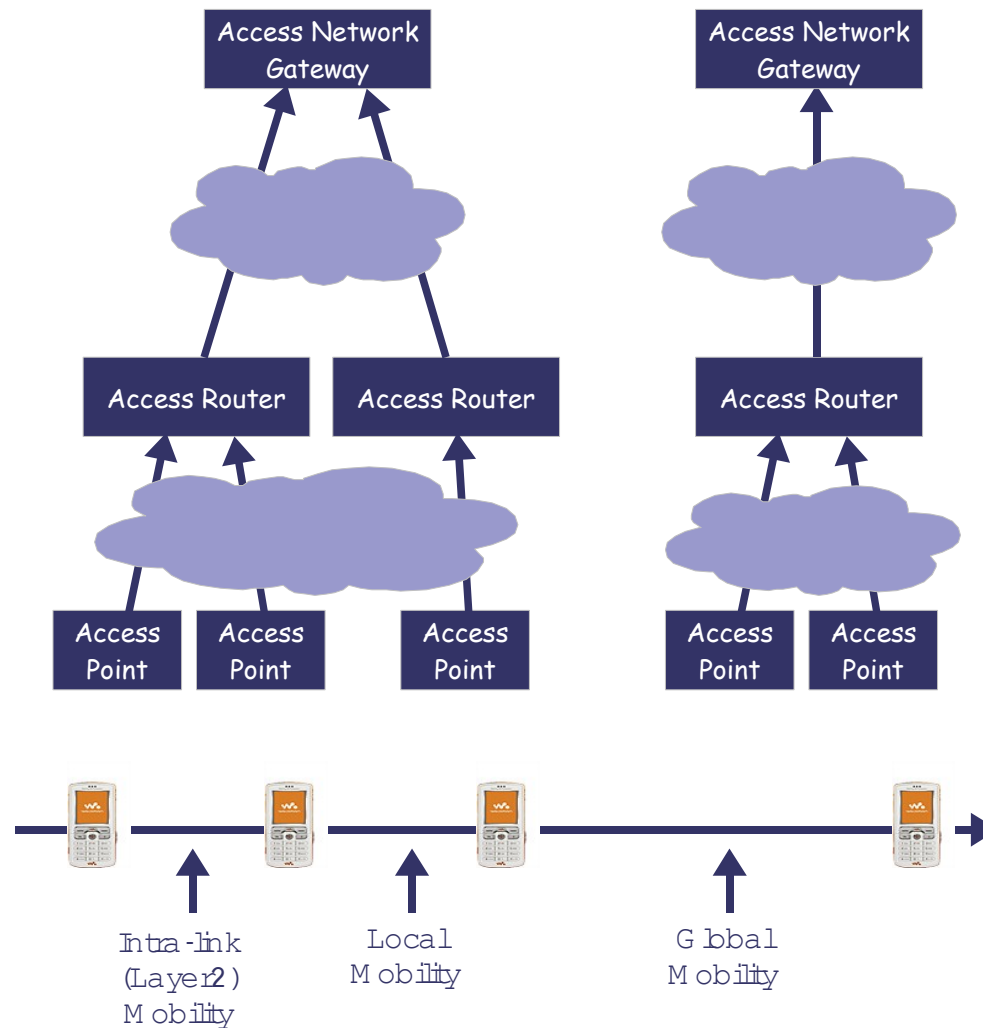 Access Network
Gateway
Access Network
Gateway
Access Router
Access Router
Access Router
Access
Point
Access
Point
Access
Point
Access
Point
Access
Point
Intra-link
(Layer2)
Mobility
Local
Mobility
Global
Mobility